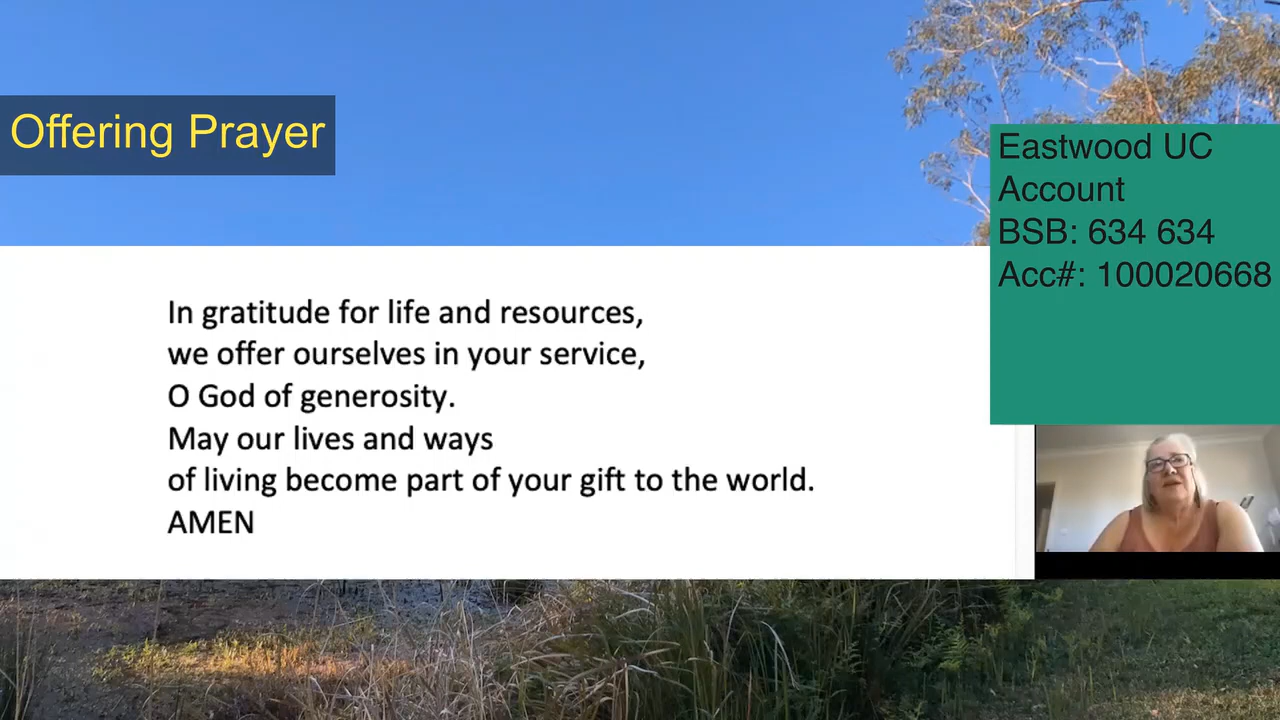 Offering Prayer
Eastwood UC
Account
BSB: 634 634
Acc#: 100020668
In gratitude for life and resources,
we offer ourselves in your service,
O God of generosity.
May our lives and ways
of living become part of your gift to the world.
AMEN